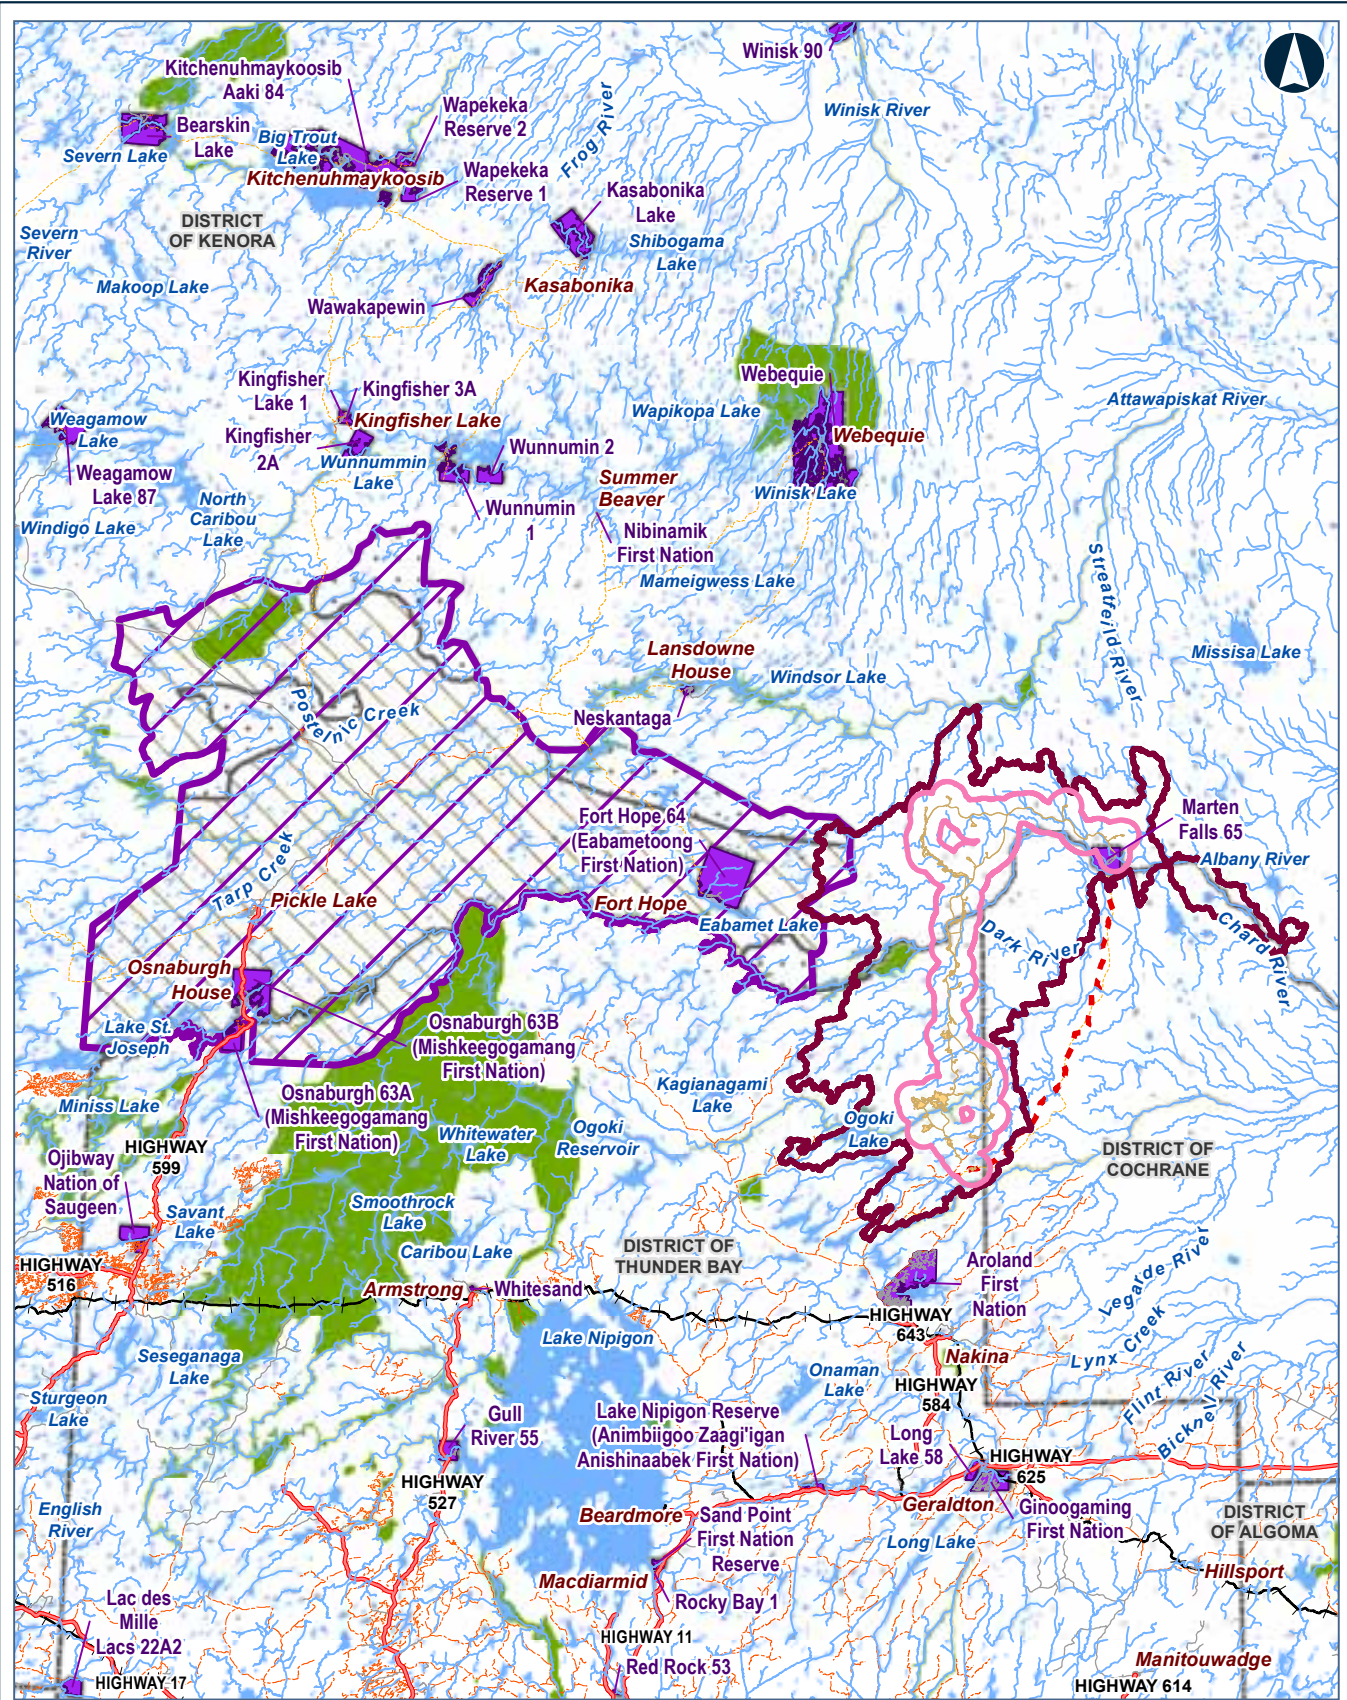 Winisk 90
Kitchenuhmaykoosib
Aaki 84
Wapekeka
Reserve 2
Winisk River
Bearskin
Lake
Big Trout
Lake
Frog River
Severn Lake
Kitchenuhmaykoosib
Wapekeka
Reserve 1
Kasabonika
Lake
DISTRICT
OF KENORA
Severn
River
Shibogama
Lake
Makoop Lake
Kasabonika
Wawakapewin
Kingfisher
Lake 1
Kingfisher 3A
Webequie
Weagamow
Lake
Kingfisher Lake
Wapikopa Lake
Attawapiskat River
Kingfisher
2A
Wunnumin 2
Webequie
Wunnummin
Lake
Weagamow
Lake 87
Summer
Beaver
Winisk Lake
North
Caribou
Lake
Wunnumin
1
Windigo Lake
Nibinamik
First Nation
Mameigwess Lake
Streatfeild River
Lansdowne
House
Missisa Lake
Windsor Lake
Postelnic Creek
Neskantaga
Fort Hope 64
(Eabametoong
First Nation)
Marten
Falls 65
Tarp Creek
Albany River
Pickle Lake
Fort Hope
Eabamet Lake
Dark River
Chard River
Osnaburgh
House
Lake St.
Joseph
Osnaburgh 63B
(Mishkeegogamang
First Nation)
Osnaburgh 63A
(Mishkeegogamang
First Nation)
Kagianagami
Lake
Miniss Lake
Ogoki
Lake
Whitewater
Lake
Ogoki
Reservoir
HIGHWAY
599
DISTRICT OF
COCHRANE
Ojibway
Nation of
Saugeen
Savant
Lake
Smoothrock
Lake
Caribou Lake
DISTRICT OF
THUNDER BAY
HIGHWAY
516
Aroland
First
Nation
Legarde River
Armstrong
Whitesand
HIGHWAY
643
Lake Nipigon
Lynx Creek
Nakina
Seseganaga
Lake
Onaman
Lake
Flint River
Bicknell River
HIGHWAY
584
Sturgeon
Lake
Gull
River 55
Lake Nipigon Reserve
(Animbiigoo Zaagi'igan
Anishinaabek First Nation)
Long
Lake 58
HIGHWAY
625
HIGHWAY
527
English
River
Beardmore
Geraldton
Sand Point
First Nation
Reserve
Ginoogaming
First Nation
DISTRICT
OF ALGOMA
Long Lake
Macdiarmid
Hillsport
Rocky Bay 1
Lac des
Mille
Lacs 22A2
HIGHWAY 11
Manitouwadge
Red Rock 53
HIGHWAY 17
HIGHWAY 614